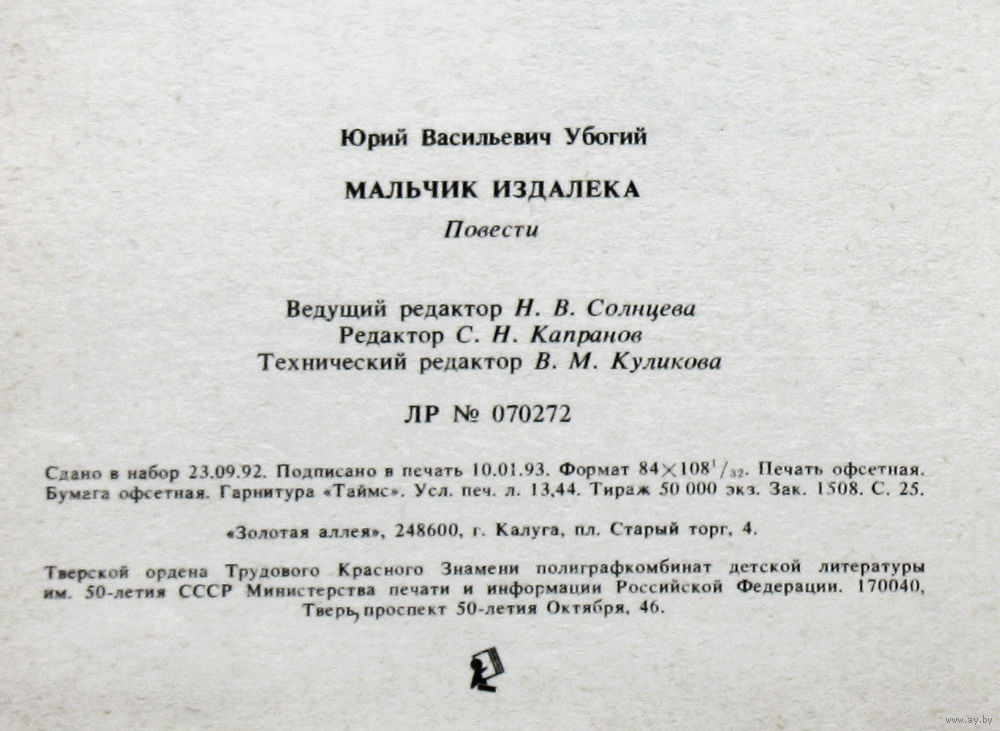 Юрий Васильевич Убогий
МАЛЬЧИК ИЗДАЛЕКА
Повести
Ведущий редактор Н. В. Солнцева
Редактор С. Н. Капранов
Технический редактор В. М. Куликова
ЛР № 070272
Сдано в набор 23.09.92. Подписано в печать 10.01.93. Формат 84×108¹/₃₂. Печать офсетная.
Бумага офсетная. Гарнитура «Таймс». Усл. печ. л. 13,44. Тираж 50 000 экз. Зак. 1508. С. 25.
«Золотая аллея», 248600, г. Калуга, пл. Старый торг, 4.
Тверской ордена Трудового Красного Знамени полиграфкомбинат детской литературы
им. 50-летия СССР Министерства печати и информации Российской Федерации. 170040,
Тверь, проспект 50-летия Октября, 46.
www.ay.by